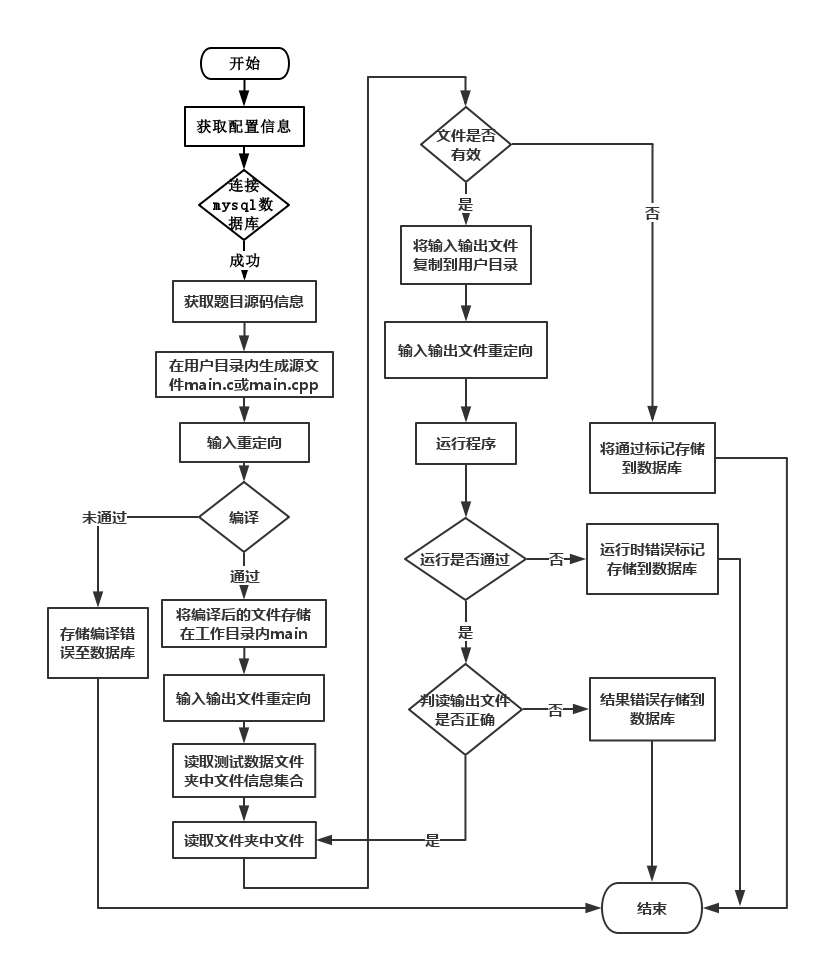 开始
获取配置信息
连接
mysql数
据库
成功
获取题目源码信息
在用户目录内生成源文
件main.c或main.cpp
输入重定向
编译
未通过
通过
存储编译错
误至数据库
将编译后的文件存储
在工作目录内main
输入输出文件重定向
读取测试数据文件
夹中文件信息集合
读取文件夹中文件
文件是否
有效
是
否
将输入输出文件
复制到用户目录
输入输出文件重定向
运行程序
将通过标记存储
到数据库
运行是否通过
否
运行时错误标记
存储到数据库
是
判读输出文件
是否正确
否
结果错误存储到
数据库
是
结束